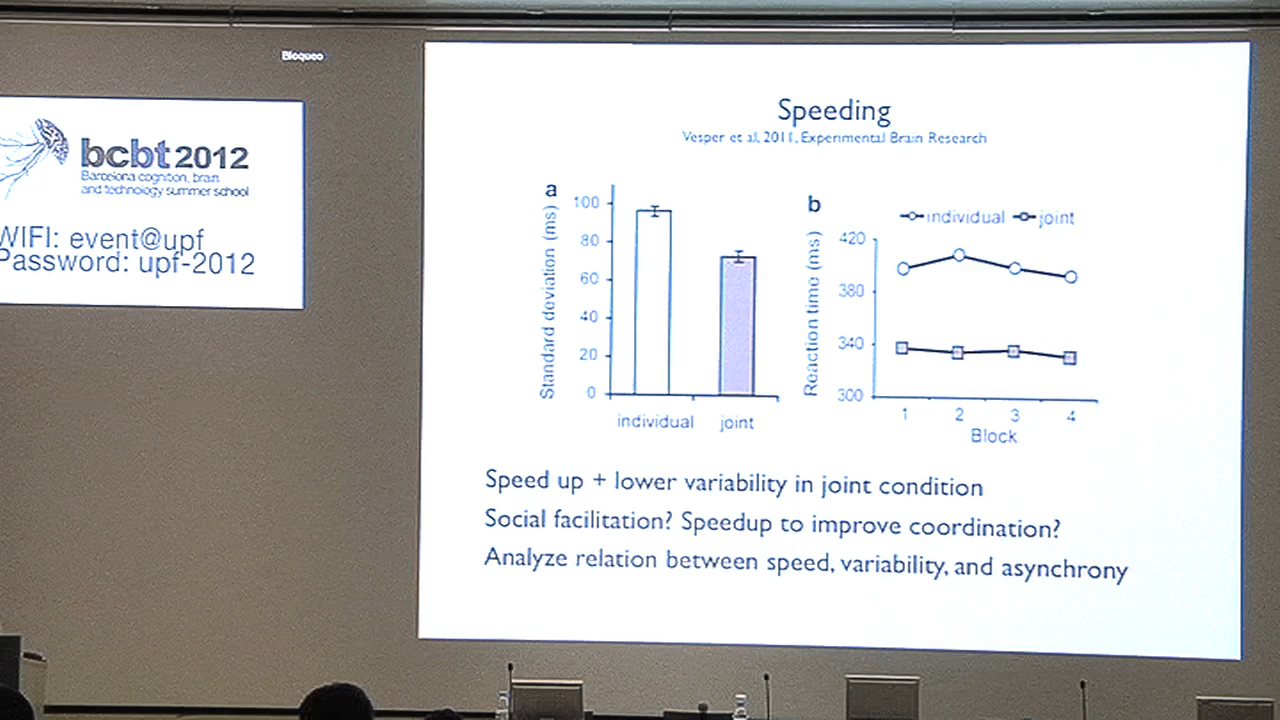 Bloqueo
bcbt 2012
Barcelona cognition, brain
and technology summer school
WIFI: event@upf
Password: upf-2012
Speeding
Vesper et al, 2011, Experimental Brain Research
a
Standard deviation (ms)
100
80
60
40
20
0
individual joint
b
individual joint
Reaction time (ms)
420
380
340
300
1 2 3 4
Block
Speed up + lower variability in joint condition
Social facilitation? Speedup to improve coordination?
Analyze relation between speed, variability, and asynchrony